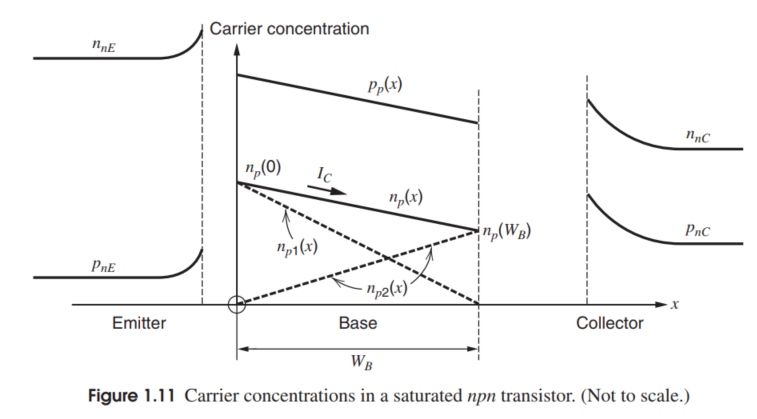 Carrier concentration
n_{nE}
p_p(x)
n_p(0)
I_C
n_{nC}
n_p(x)
n_p(W_B)
n_{p1}(x)
p_{nC}
p_{nE}
n_{p2}(x)
x
Emitter
Base
Collector
W_B
Figure 1.11 Carrier concentrations in a saturated npn transistor. (Not to scale.)